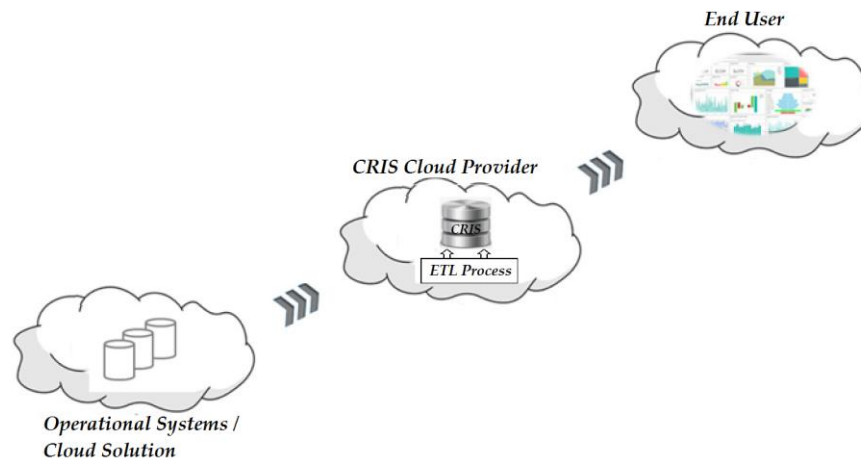 End User
CRIS Cloud Provider
CRIS
ETL Process
Operational Systems /
Cloud Solution